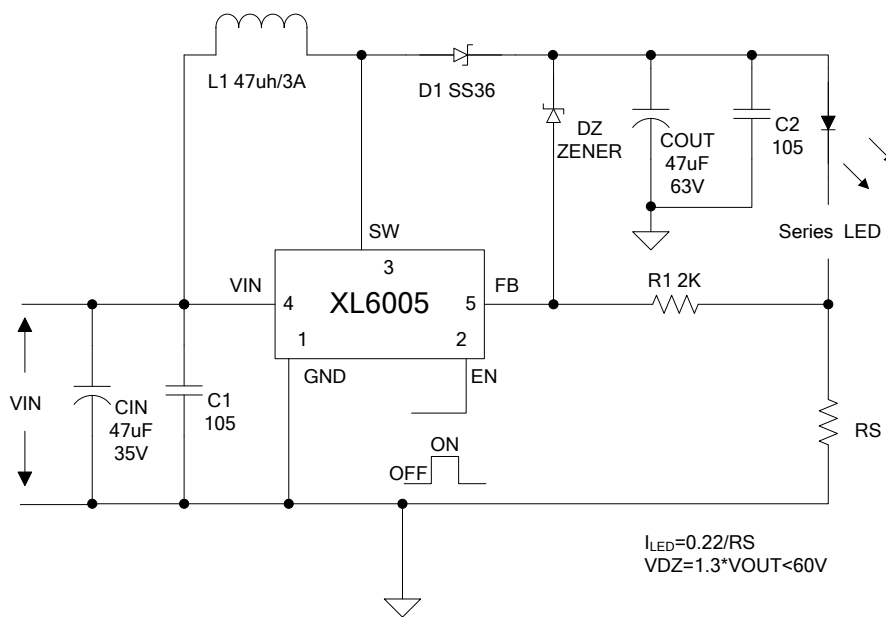 L1 47uh/3A
D1 SS36
DZ
ZENER
COUT
47uF
63V
C2
105
Series LED
SW
3
VIN
4
XL6005
5
FB
R1 2K
1
2
GND
EN
VIN
CIN
47uF
35V
C1
105
ON
OFF
RS
ILED=0.22/RS
VDZ=1.3*VOUT<60V